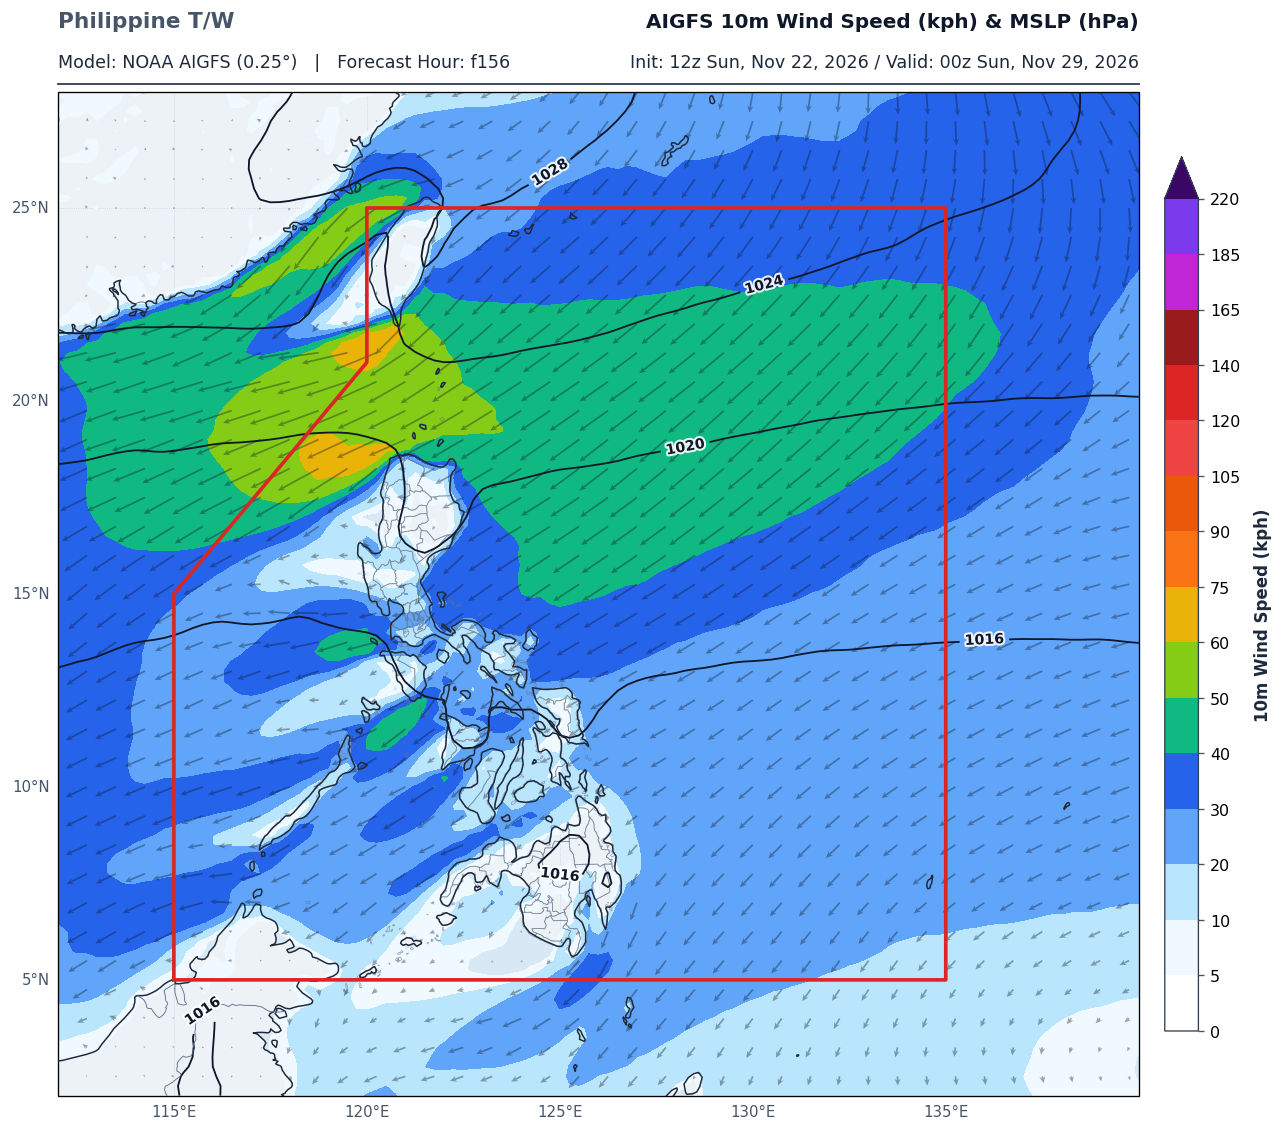 Philippine T/W
AIGFS 10m Wind Speed (kph) & MSLP (hPa)
Model: NOAA AIGFS (0.25°) | Forecast Hour: f156
Init: 12z Sun, Nov 22, 2026 / Valid: 00z Sun, Nov 29, 2026
1028
1024
1020
1016
1016
1016
25°N
20°N
15°N
10°N
5°N
115°E
120°E
125°E
130°E
135°E
220
185
165
140
120
105
90
75
60
50
40
30
20
10
5
0
10m Wind Speed (kph)